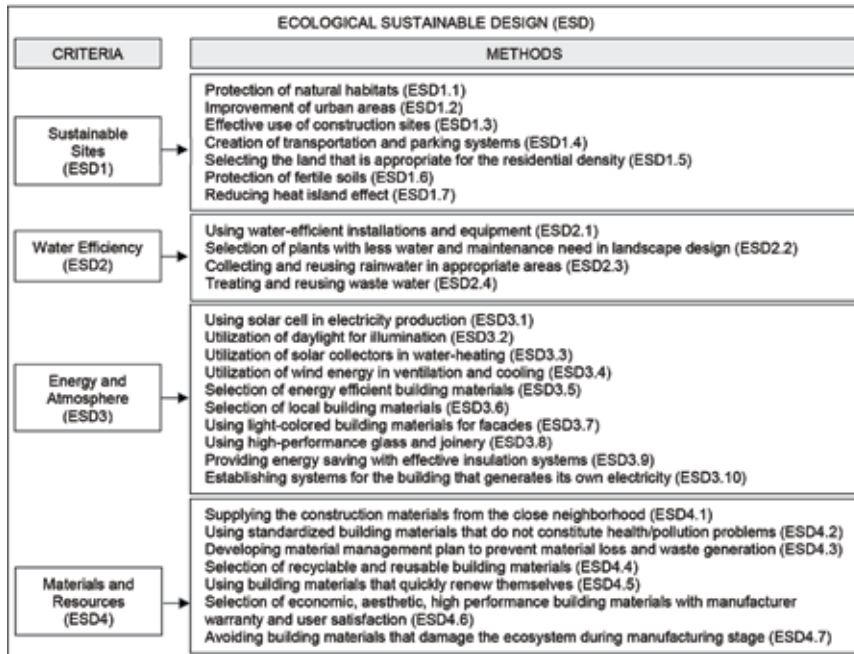 ECOLOGICAL SUSTAINABLE DESIGN (ESD)
CRITERIA
METHODS
Sustainable
Sites
(ESD1)
Protection of natural habitats (ESD1.1)
Improvement of urban areas (ESD1.2)
Effective use of construction sites (ESD1.3)
Creation of transportation and parking systems (ESD1.4)
Selecting the land that is appropriate for the residential density (ESD1.5)
Protection of fertile soils (ESD1.6)
Reducing heat island effect (ESD1.7)
Water Efficiency
(ESD2)
Using water-efficient installations and equipment (ESD2.1)
Selection of plants with less water and maintenance need in landscape design (ESD2.2)
Collecting and reusing rainwater in appropriate areas (ESD2.3)
Treating and reusing waste water (ESD2.4)
Energy and
Atmosphere
(ESD3)
Using solar cell in electricity production (ESD3.1)
Utilization of daylight for illumination (ESD3.2)
Utilization of solar collectors in water-heating (ESD3.3)
Utilization of wind energy in ventilation and cooling (ESD3.4)
Selection of energy efficient building materials (ESD3.5)
Selection of local building materials (ESD3.6)
Using light-colored building materials for facades (ESD3.7)
Using high-performance glass and joinery (ESD3.8)
Providing energy saving with effective insulation systems (ESD3.9)
Establishing systems for the building that generates its own electricity (ESD3.10)
Materials and
Resources
(ESD4)
Supplying the construction materials from the close neighborhood (ESD4.1)
Using standardized building materials that do not constitute health/pollution problems (ESD4.2)
Developing material management plan to prevent material loss and waste generation (ESD4.3)
Selection of recyclable and reusable building materials (ESD4.4)
Using building materials that quickly renew themselves (ESD4.5)
Selection of economic, aesthetic, high performance building materials with manufacturer
warranty and user satisfaction (ESD4.6)
Avoiding building materials that damage the ecosystem during manufacturing stage (ESD4.7)